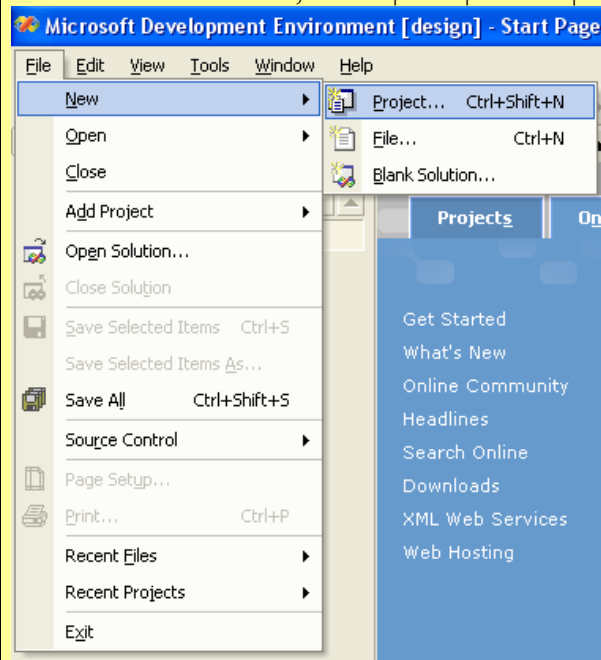 Microsoft Development Environment [design] - Start Page
File Edit View Tools Window Help
New
Project... Ctrl+Shift+N
Open
File... Ctrl+N
Close
Blank Solution...
Add Project
Projects
Open Solution...
Close Solution
Save Selected Items Ctrl+S
Save Selected Items As...
Save All Ctrl+Shift+S
Source Control
Page Setup...
Print... Ctrl+P
Recent Files
Recent Projects
Exit
Get Started
What's New
Online Community
Headlines
Search Online
Downloads
XML Web Services
Web Hosting